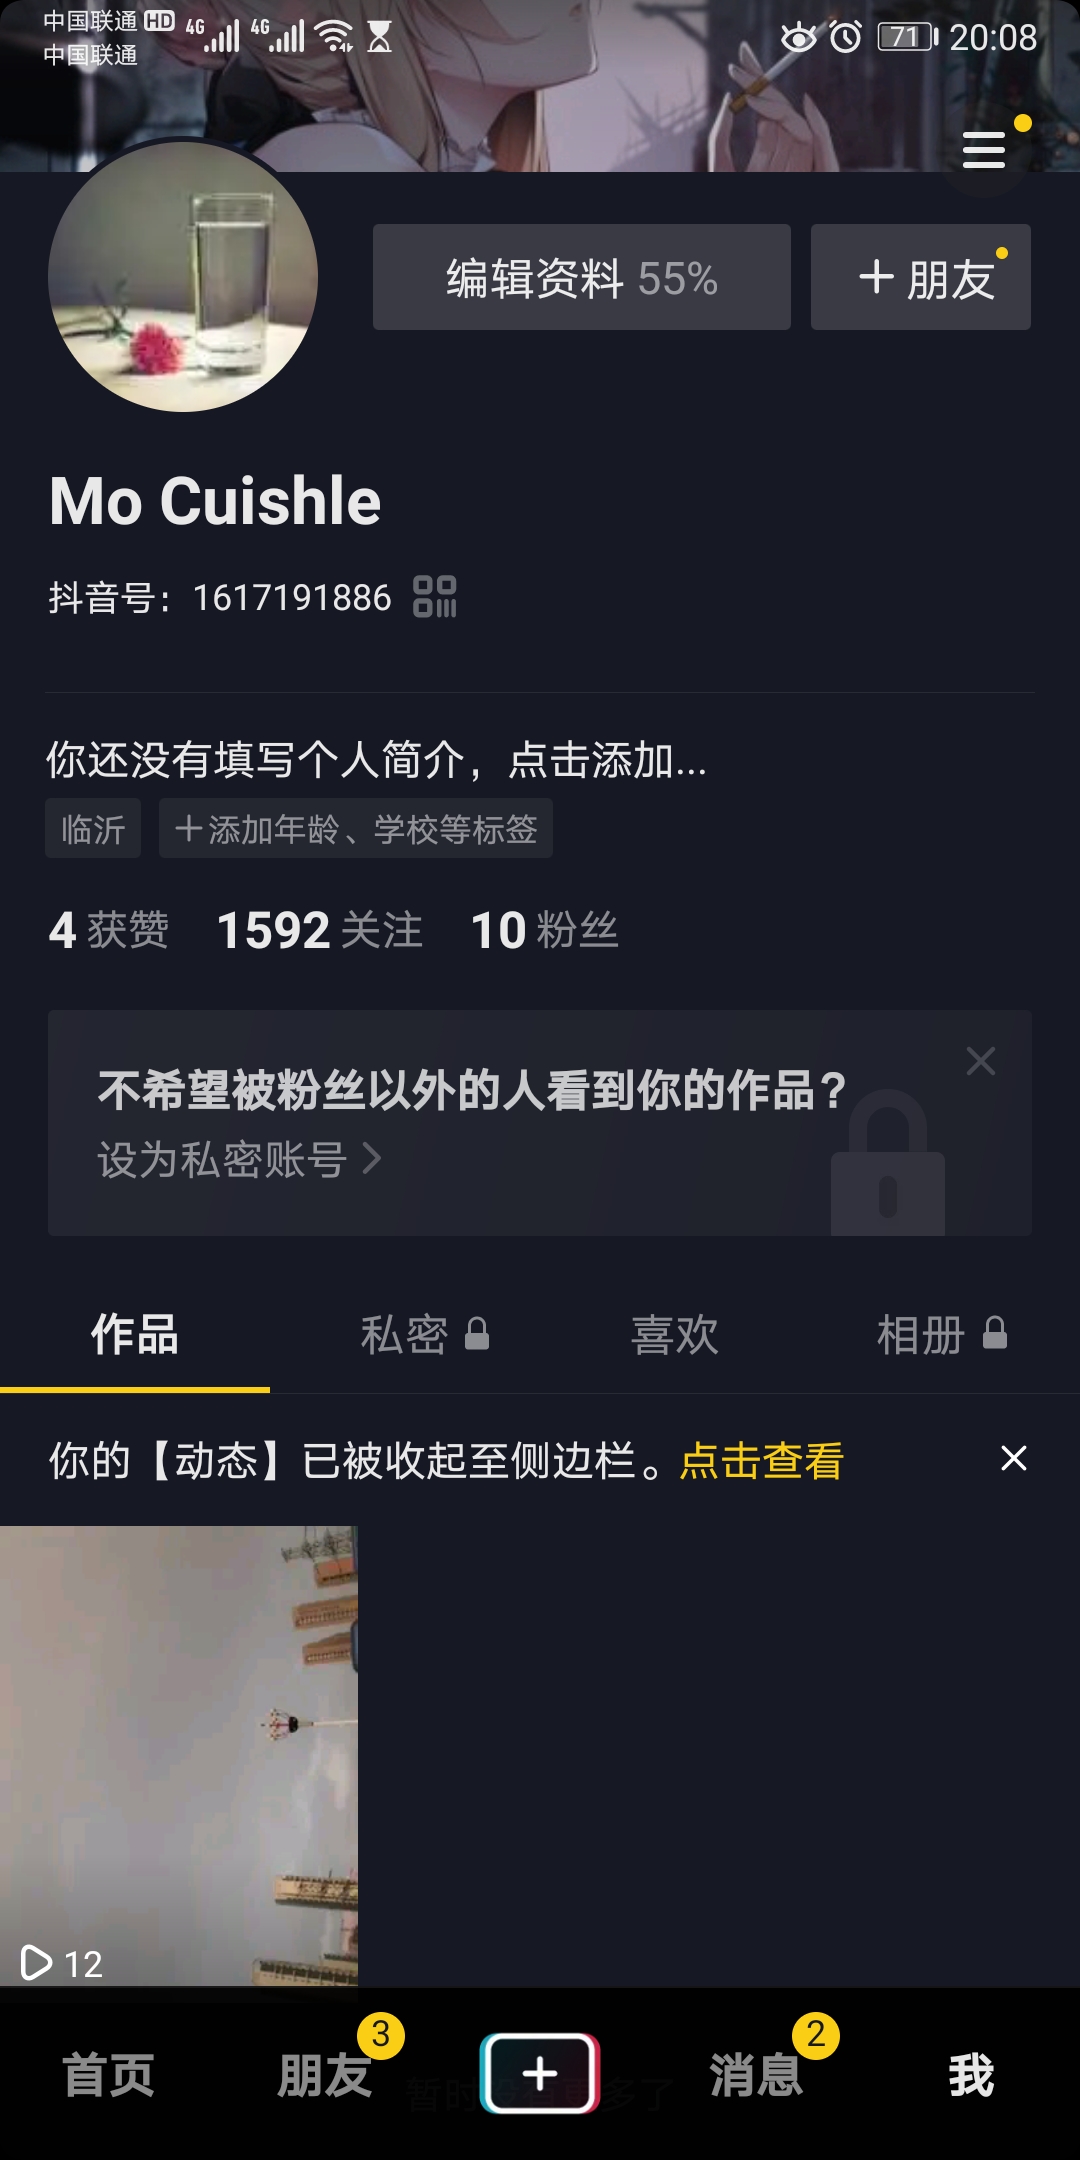 中国联通 HD 4G 4G 71 20:08
中国联通
编辑资料 55%
朋友
Mo Cuishle
抖音号：1617191886
你还没有填写个人简介，点击添加...
临沂
+添加年龄、学校等标签
4 获赞 1592 关注 10 粉丝
不希望被粉丝以外的人看到你的作品？
设为私密账号
作品 私密 喜欢 相册
你的【动态】已被收起至侧边栏。点击查看
12
首页 朋友 3 消息 2 我